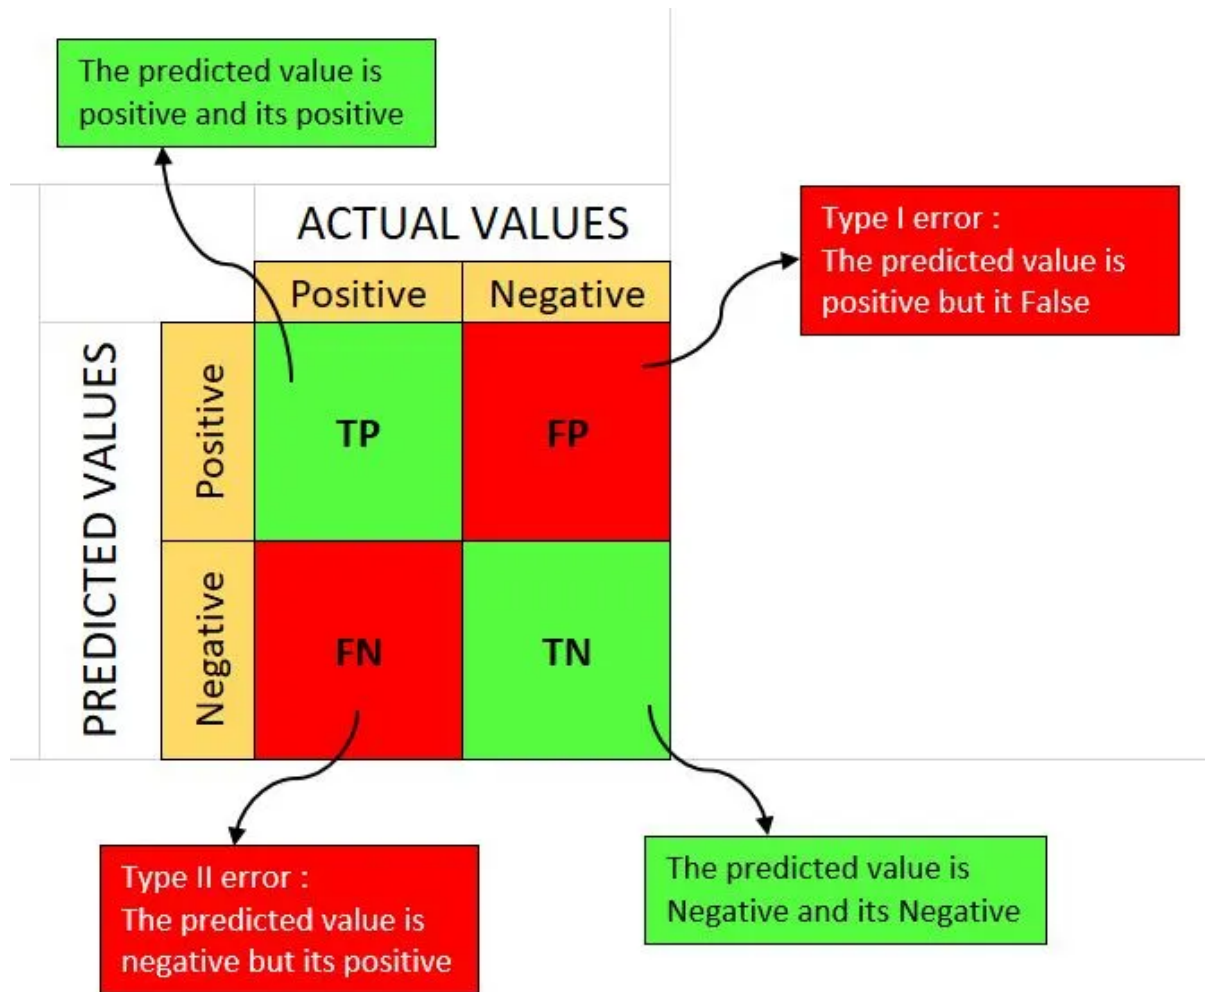 The predicted value is
positive and its positive
ACTUAL VALUES
Type I error :
The predicted value is
positive but it False
Positive
Negative
PREDICTED VALUES
Positive
TP
FP
Negative
FN
TN
Type II error :
The predicted value is
negative but its positive
The predicted value is
Negative and its Negative